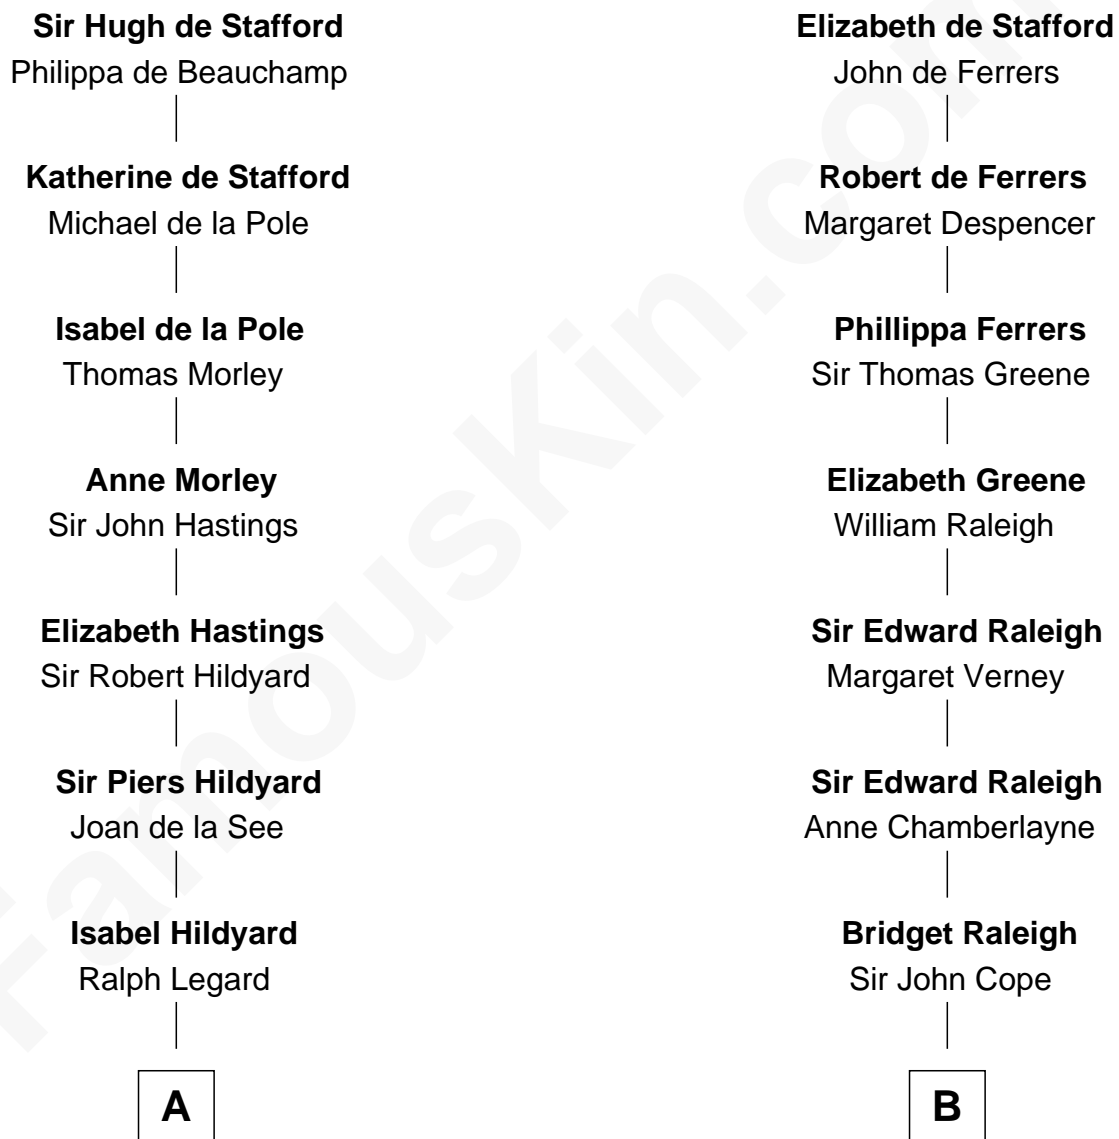 Sir Hugh de Stafford
Philippa de Beauchamp
Katherine de Stafford
Michael de la Pole
Isabel de la Pole
Thomas Morley
Anne Morley
Sir John Hastings
Elizabeth Hastings
Sir Robert Hildyard
Sir Piers Hildyard
Joan de la See
Isabel Hildyard
Ralph Legard
A
Elizabeth de Stafford
John de Ferrers
Robert de Ferrers
Margaret Despencer
Phillippa Ferrers
Sir Thomas Greene
Elizabeth Greene
William Raleigh
Sir Edward Raleigh
Margaret Verney
Sir Edward Raleigh
Anne Chamberlayne
Bridget Raleigh
Sir John Cope
B
FamousKin.com